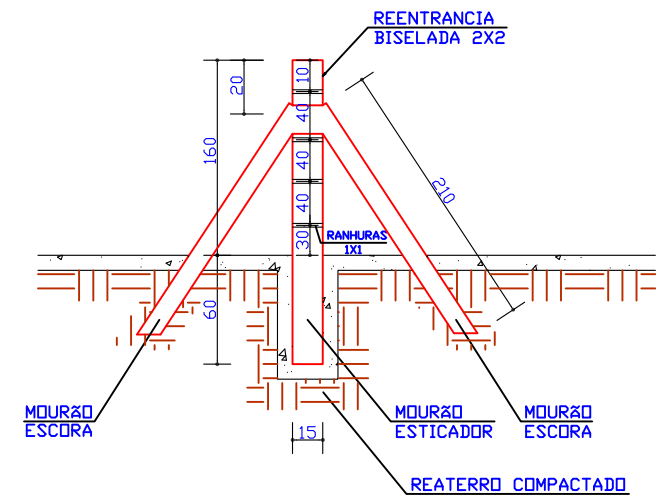 REENTRANCIA
BISELADA 2X2
10
20
40
160
40
210
40
30
RANHURAS
1X1
60
MOURÃO
ESCORA
MOURÃO
ESTICADOR
MOURÃO
ESCORA
15
REATERRO COMPACTADO